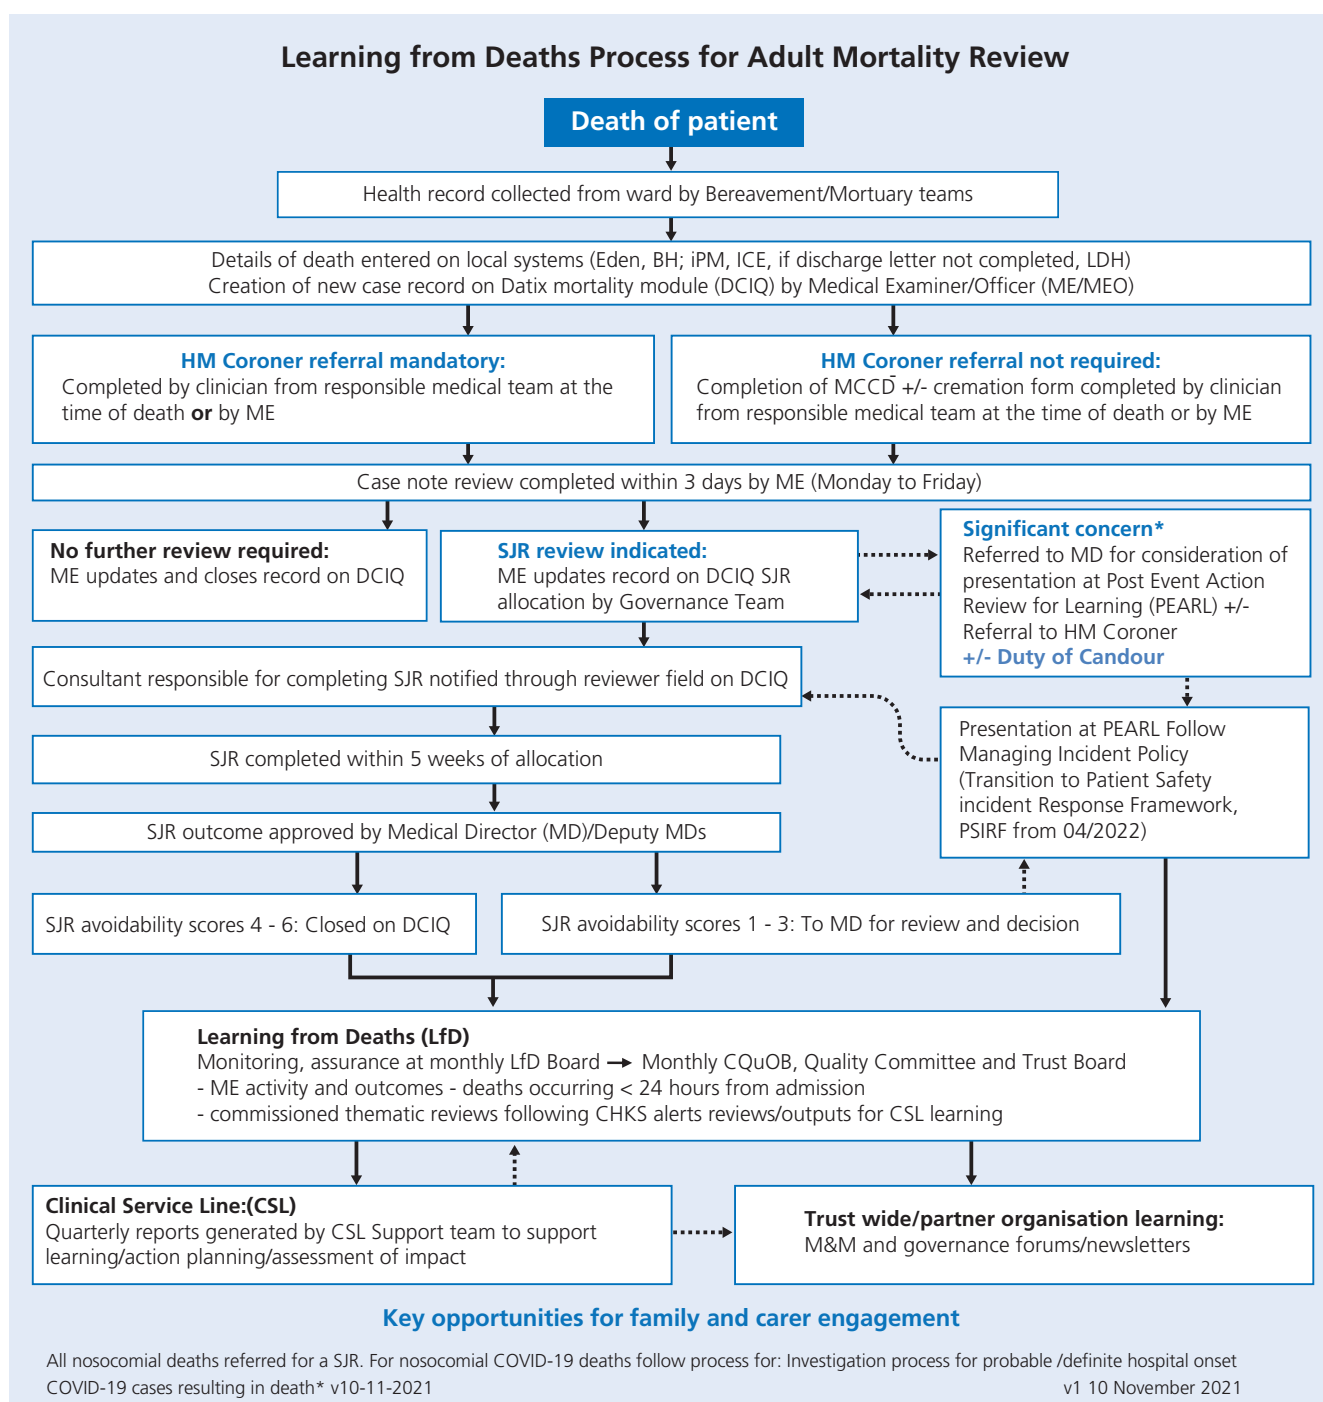 Learning from Deaths Process for Adult Mortality Review
Death of patient
Health record collected from ward by Bereavement/Mortuary teams
Details of death entered on local systems (Eden, BH; iPM, ICE, if discharge letter not completed, LDH)
Creation of new case record on Datix mortality module (DCIQ) by Medical Examiner/Officer (ME/MEO)
HM Coroner referral mandatory:
Completed by clinician from responsible medical team at the
time of death or by ME
HM Coroner referral not required:
Completion of MCCD +/- cremation form completed by clinician
from responsible medical team at the time of death or by ME
Case note review completed within 3 days by ME (Monday to Friday)
No further review required:
ME updates and closes record on DCIQ
SJR review indicated:
ME updates record on DCIQ SJR
allocation by Governance Team
Significant concern*
Referred to MD for consideration of
presentation at Post Event Action
Review for Learning (PEARL) +/-
Referral to HM Coroner
+/- Duty of Candour
Consultant responsible for completing SJR notified through reviewer field on DCIQ
Presentation at PEARL Follow
Managing Incident Policy
(Transition to Patient Safety
incident Response Framework,
PSIRF from 04/2022)
SJR completed within 5 weeks of allocation
SJR outcome approved by Medical Director (MD)/Deputy MDs
SJR avoidability scores 4 - 6: Closed on DCIQ
SJR avoidability scores 1 - 3: To MD for review and decision
Learning from Deaths (LfD)
Monitoring, assurance at monthly LfD Board → Monthly CQuOB, Quality Committee and Trust Board
- ME activity and outcomes - deaths occurring < 24 hours from admission
- commissioned thematic reviews following CHKS alerts reviews/outputs for CSL learning
Clinical Service Line:(CSL)
Quarterly reports generated by CSL Support team to support
learning/action planning/assessment of impact
Trust wide/partner organisation learning:
M&M and governance forums/newsletters
Key opportunities for family and carer engagement
All nosocomial deaths referred for a SJR. For nosocomial COVID-19 deaths follow process for: Investigation process for probable /definite hospital onset
COVID-19 cases resulting in death* v10-11-2021
v1 10 November 2021